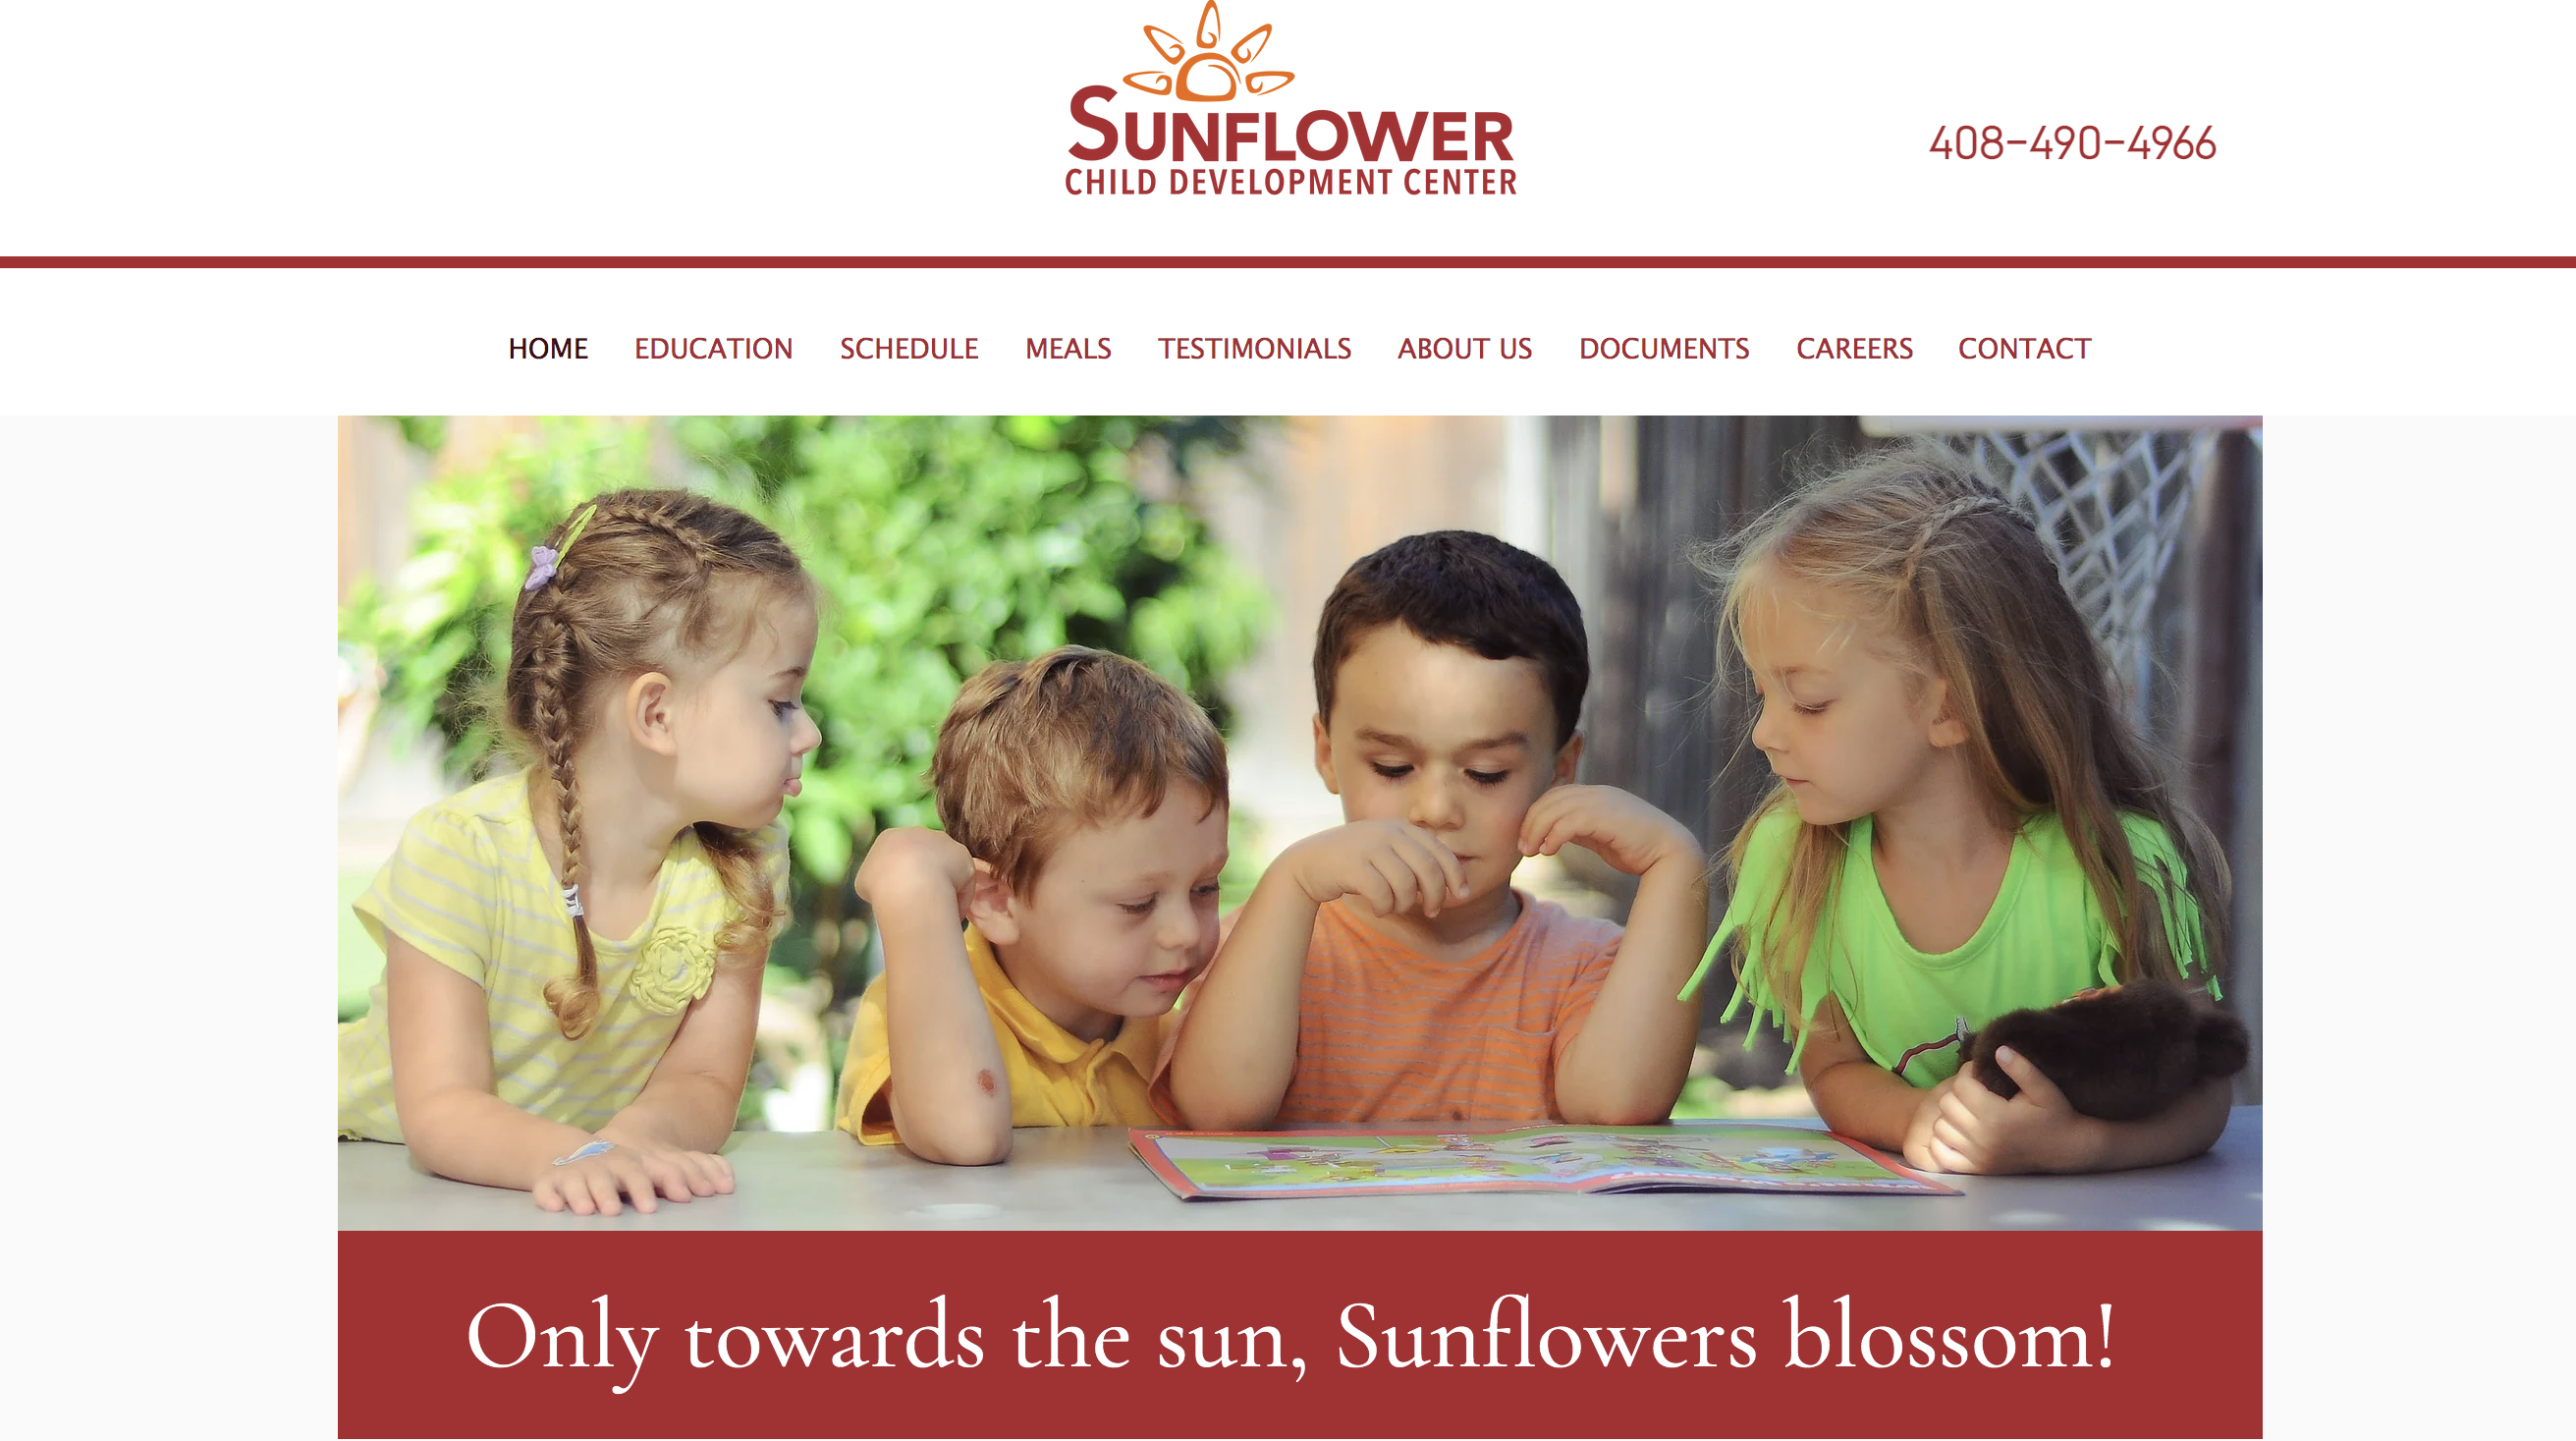 SUNFLOWER
CHILD DEVELOPMENT CENTER
408-490-4966
HOME EDUCATION SCHEDULE MEALS TESTIMONIALS ABOUT US DOCUMENTS CAREERS CONTACT
Only towards the sun, Sunflowers blossom!